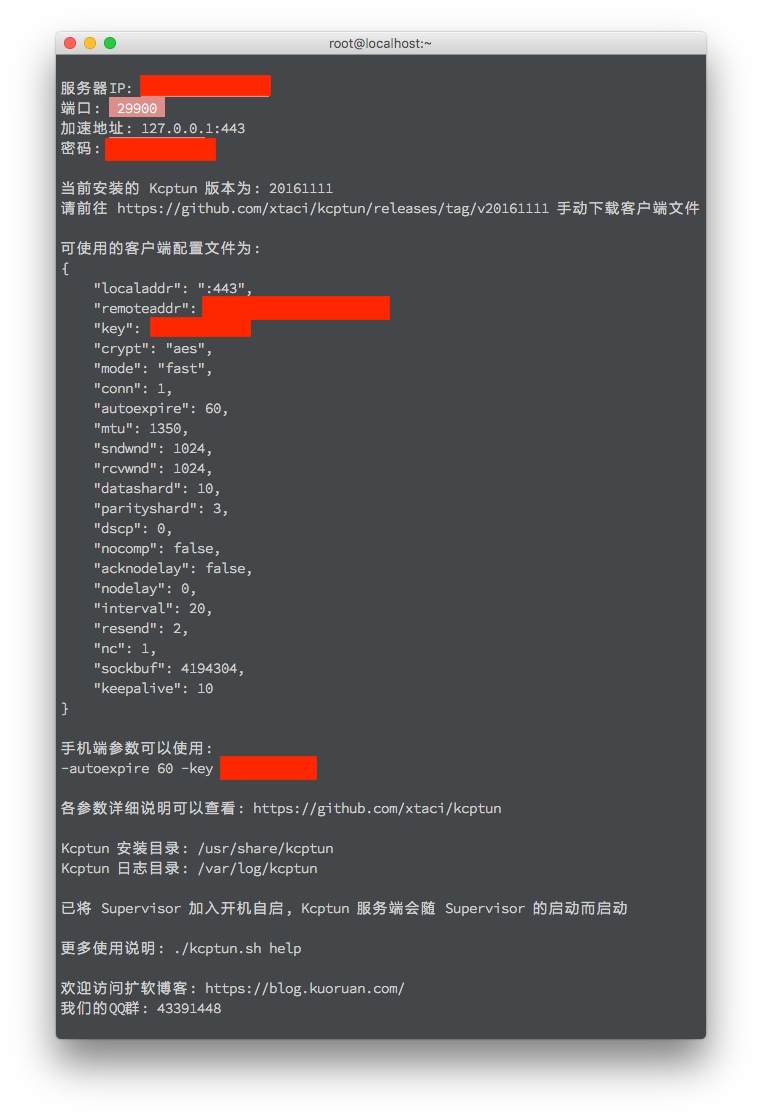 root@localhost:~
服务器IP:
端口: 29900
加速地址: 127.0.0.1:443
密码:
当前安装的 Kcptun 版本为: 20161111
请前往 https://github.com/xtaci/kcptun/releases/tag/v20161111 手动下载客户端文件
可使用的客户端配置文件为:
{
    "localaddr": ":443",
    "remoteaddr":
    "key":
    "crypt": "aes",
    "mode": "fast",
    "conn": 1,
    "autoexpire": 60,
    "mtu": 1350,
    "sndwnd": 1024,
    "rcvwnd": 1024,
    "datashard": 10,
    "parityshard": 3,
    "dscp": 0,
    "nocomp": false,
    "acknodelay": false,
    "nodelay": 0,
    "interval": 20,
    "resend": 2,
    "nc": 1,
    "sockbuf": 4194304,
    "keepalive": 10
}
手机端参数可以使用:
-autoexpire 60 -key
各参数详细说明可以查看: https://github.com/xtaci/kcptun
Kcptun 安装目录: /usr/share/kcptun
Kcptun 日志目录: /var/log/kcptun
已将 Supervisor 加入开机自启, Kcptun 服务端会随 Supervisor 的启动而启动
更多使用说明: ./kcptun.sh help
欢迎访问扩软博客: https://blog.kuoruan.com/
我们的QQ群: 43391448